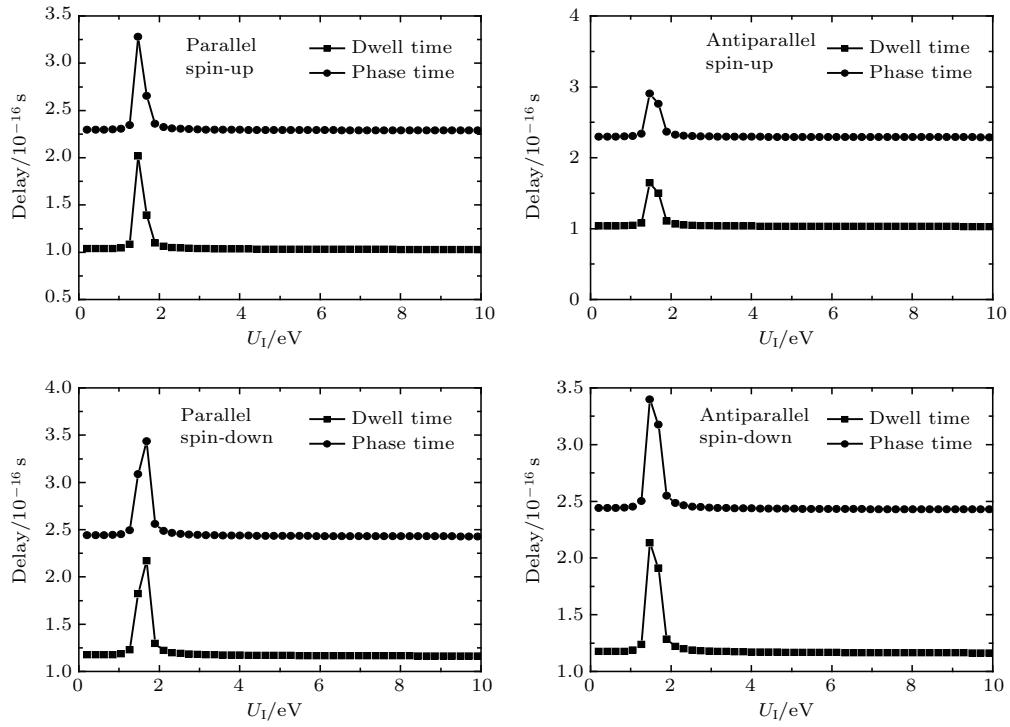 3.5
3.0
2.5
2.0
1.5
1.0
0.5
Delay/10⁻¹⁶ s
Parallel
spin-up
Dwell time
Phase time
0 2 4 6 8 10
U_I/eV
4
3
2
1
0
Delay/10⁻¹⁶ s
Antiparallel
spin-up
Dwell time
Phase time
0 2 4 6 8 10
U_I/eV
4.0
3.5
3.0
2.5
2.0
1.5
1.0
Delay/10⁻¹⁶ s
Parallel
spin-down
Dwell time
Phase time
0 2 4 6 8 10
U_I/eV
3.5
3.0
2.5
2.0
1.5
1.0
Delay/10⁻¹⁶ s
Antiparallel
spin-down
Dwell time
Phase time
0 2 4 6 8 10
U_I/eV